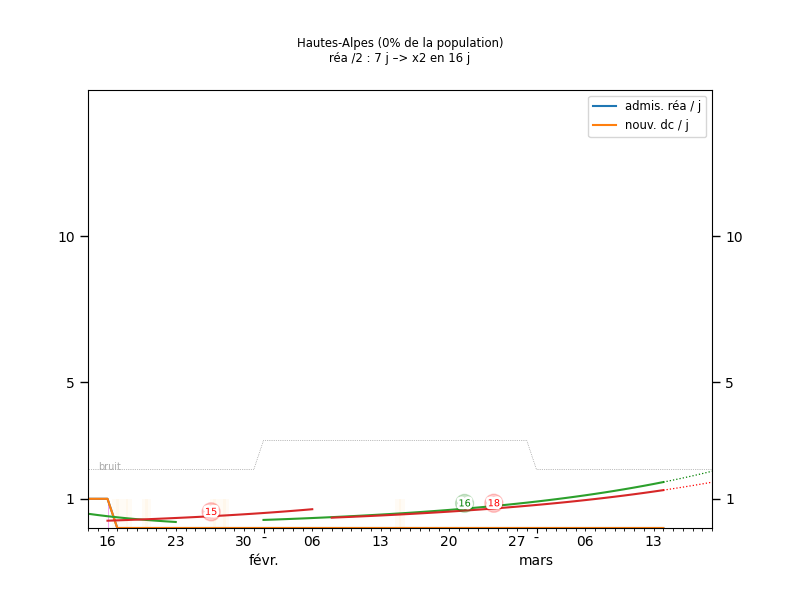 Hautes-Alpes (0% de la population)
réa /2 : 7 j –> x2 en 16 j
admis. réa / j
nouv. dc / j
10 10
5 5
bruit
15 16 18
1 1
16 23 30 06 13 20 27 06 13
févr. mars